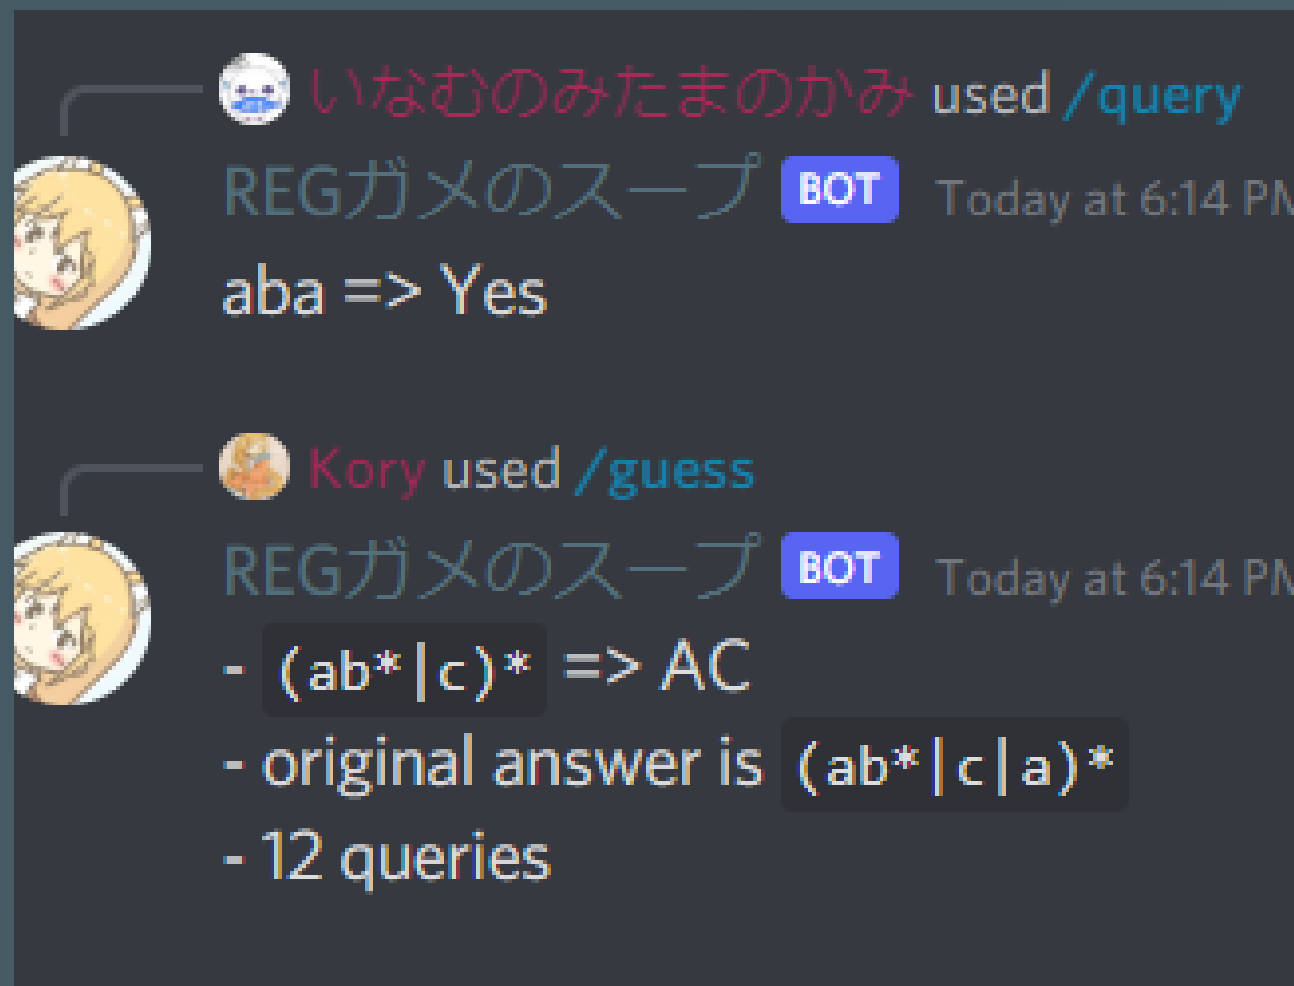 いなむのみたまのかみ used /query
REGガメのスープ BOT Today at 6:14 PM
aba => Yes
Kory used /guess
REGガメのスープ BOT Today at 6:14 PM
- (ab*|c)* => AC
- original answer is (ab*|c|a)*
- 12 queries